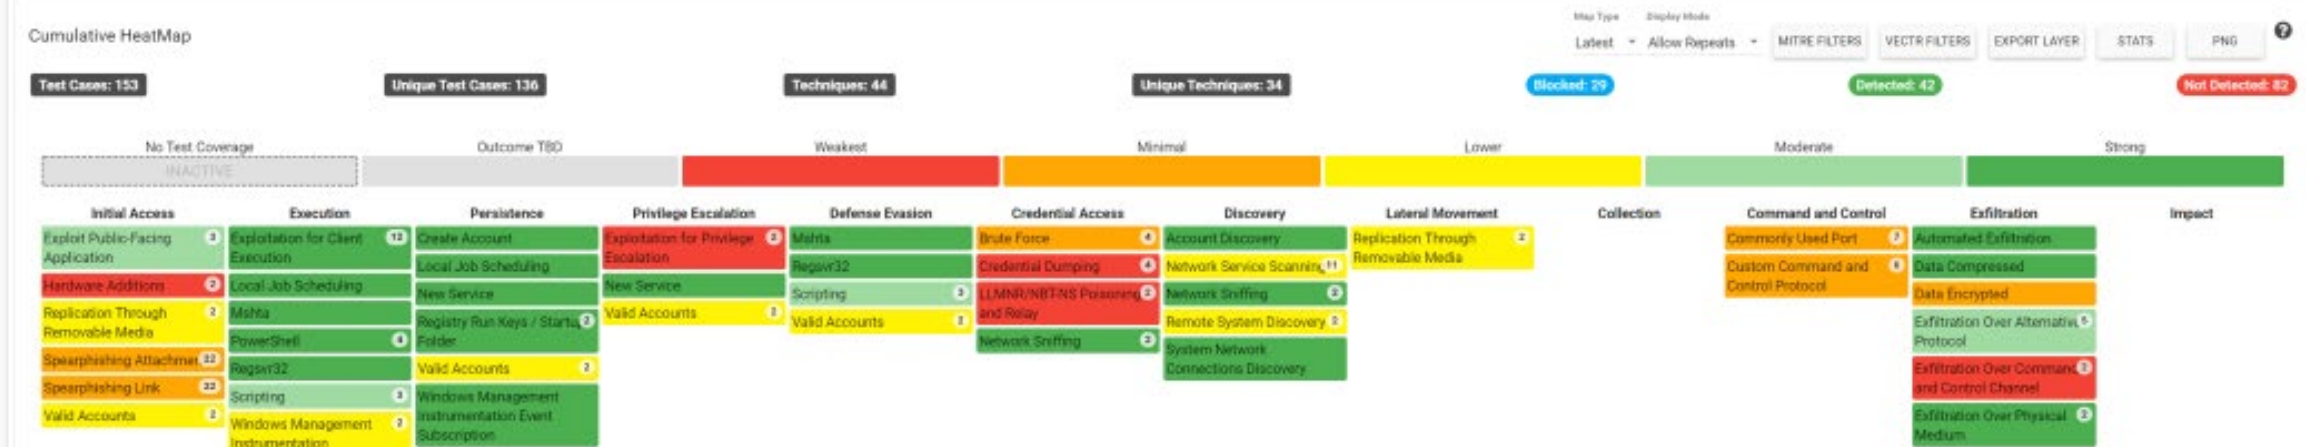 Map Type Display Mode
Cumulative HeatMap
Latest Allow Repeats MITRE FILTERS VECTR FILTERS EXPORT LAYER STATS PNG ?
Test Cases: 153 Unique Test Cases: 136 Techniques: 44 Unique Techniques: 34 Blocked: 29 Detected: 42 Not Detected: 82
No Test Coverage Outcome TBD Weakest Minimal Lower Moderate Strong
INACTIVE
Initial Access
Exploit Public-Facing 3
Application
Hardware Additions 2
Replication Through 2
Removable Media
Spearphishing Attachmen 22
Spearphishing Link 22
Valid Accounts 2
Execution
Exploitation for Client 12
Execution
Local Job Scheduling
Mshta
PowerShell 4
Regsvr32
Scripting 3
Windows Management 2
Instrumentation
Persistence
Create Account
Local Job Scheduling
New Service
Registry Run Keys / Startup 2
Folder
Valid Accounts 2
Windows Management
Instrumentation Event
Subscription
Privilege Escalation
Exploitation for Privilege
Escalation
New Service
Valid Accounts 2
Defense Evasion
Mshta
Regsvr32
Scripting 3
Valid Accounts 2
Credential Access
Brute Force 4
Credential Dumping 4
LLMNR/NBT-NS Poisoning 2
and Relay
Network Sniffing 2
Discovery
Account Discovery
Network Service Scanning 11
Network Sniffing 2
Remote System Discovery 2
System Network
Connections Discovery
Lateral Movement
Replication Through 2
Removable Media
Collection
Command and Control
Commonly Used Port 7
Custom Command and
Control Protocol
Exfiltration
Automated Exfiltration
Data Compressed
Data Encrypted
Exfiltration Over Alternative 5
Protocol
Exfiltration Over Command
and Control Channel
Exfiltration Over Physical 2
Medium
Impact